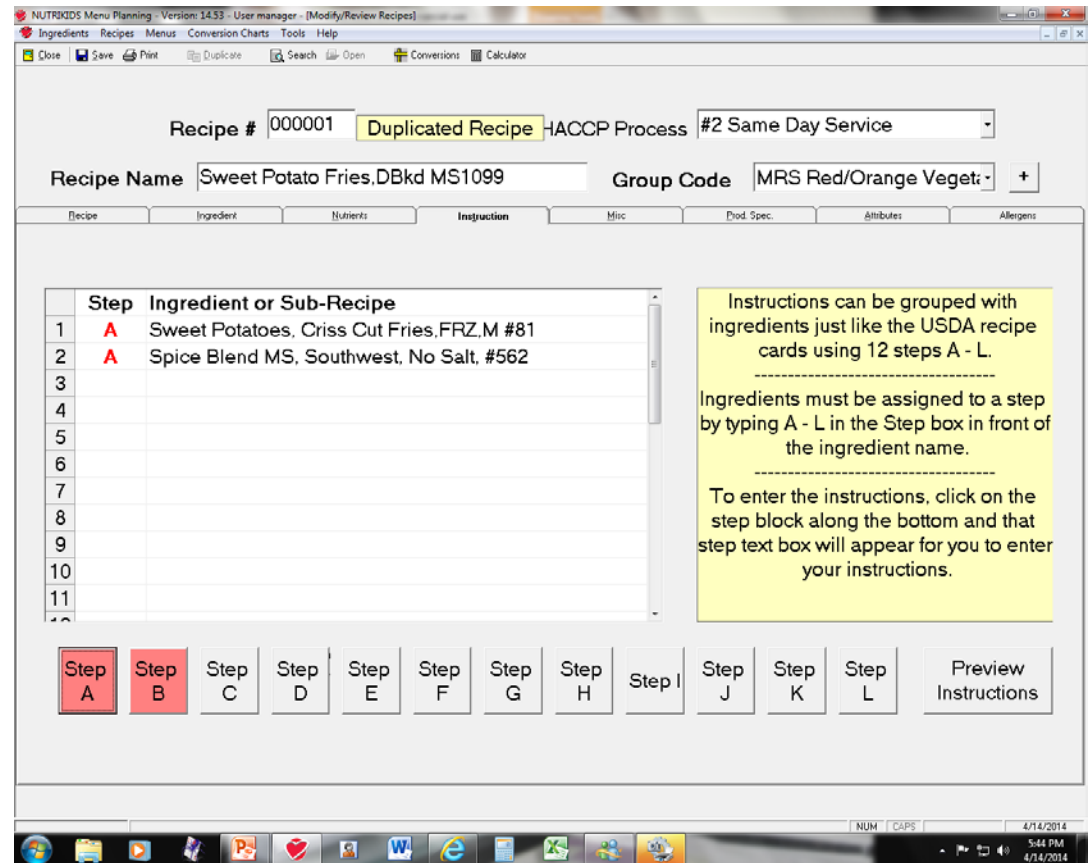 NUTRIKIDS Menu Planning - Version: 14.53 - User manager - [Modify/Review Recipes]
Ingredients Recipes Menus Conversion Charts Tools Help
Close Save Print Duplicate Search Open Conversions Calculator
Recipe # 000001 Duplicated Recipe HACCP Process #2 Same Day Service
Recipe Name Sweet Potato Fries,DBkd MS1099 Group Code MRS Red/Orange Vegeta +
Recipe Ingredient Nutrients Instruction Misc Prod. Spec. Attributes Allergens
Step Ingredient or Sub-Recipe
1 A Sweet Potatoes, Criss Cut Fries,FRZ,M #81
2 A Spice Blend MS, Southwest, No Salt, #562
3
4
5
6
7
8
9
10
11
Instructions can be grouped with
ingredients just like the USDA recipe
cards using 12 steps A - L.
------------------------------------
Ingredients must be assigned to a step
by typing A - L in the Step box in front of
the ingredient name.
------------------------------------
To enter the instructions, click on the
step block along the bottom and that
step text box will appear for you to enter
your instructions.
Step A
Step B
Step C
Step D
Step E
Step F
Step G
Step H
Step I
Step J
Step K
Step L
Preview Instructions
NUM CAPS 4/14/2014
5:44 PM
4/14/2014